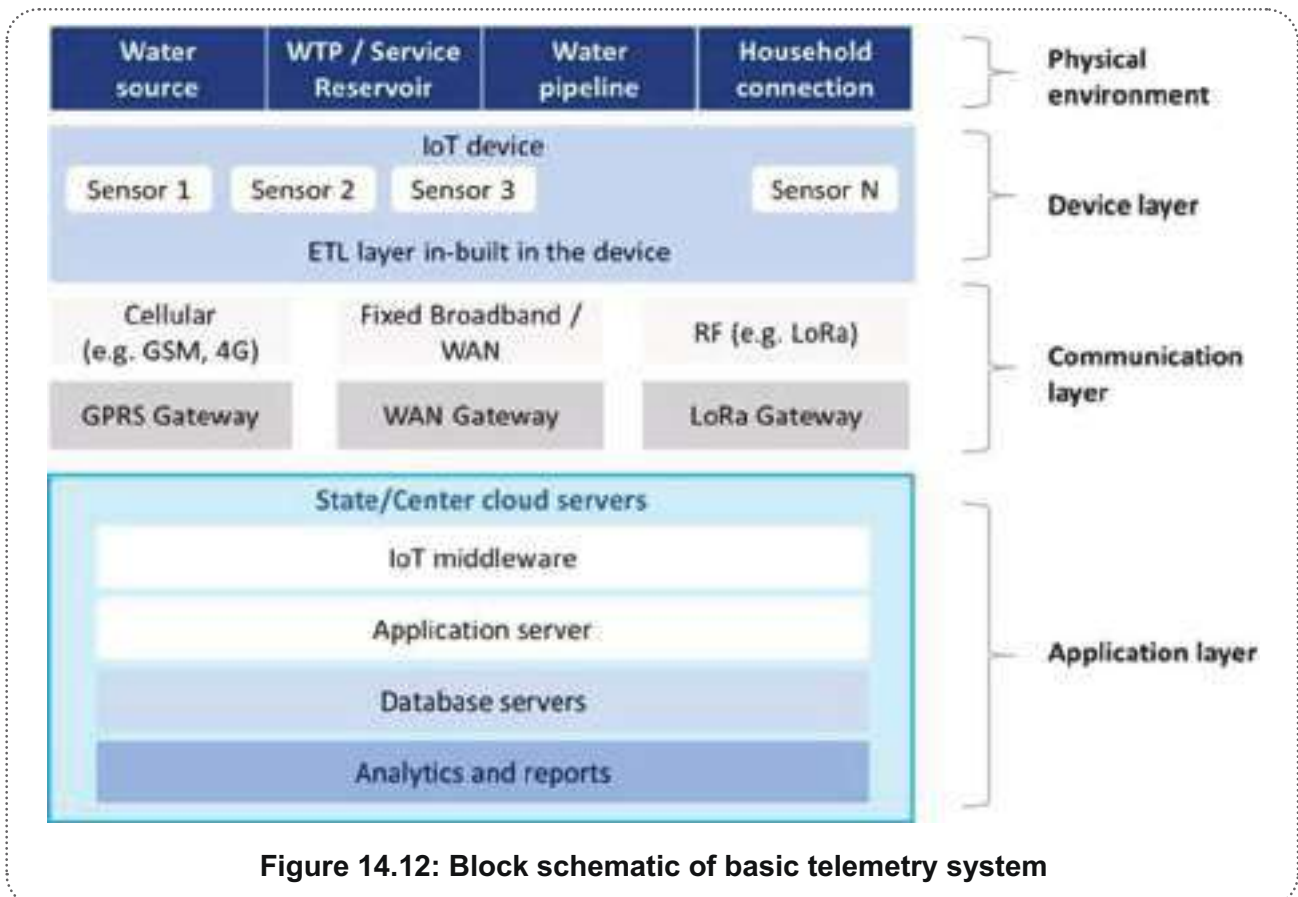 Water
source
WTP / Service
Reservoir
Water
pipeline
Household
connection
Physical
environment
IoT device
Sensor 1
Sensor 2
Sensor 3
Sensor N
ETL layer in-built in the device
Device layer
Cellular
(e.g. GSM, 4G)
Fixed Broadband /
WAN
RF (e.g. LoRa)
GPRS Gateway
WAN Gateway
LoRa Gateway
Communication
layer
State/Center cloud servers
IoT middleware
Application server
Database servers
Analytics and reports
Application layer
Figure 14.12: Block schematic of basic telemetry system